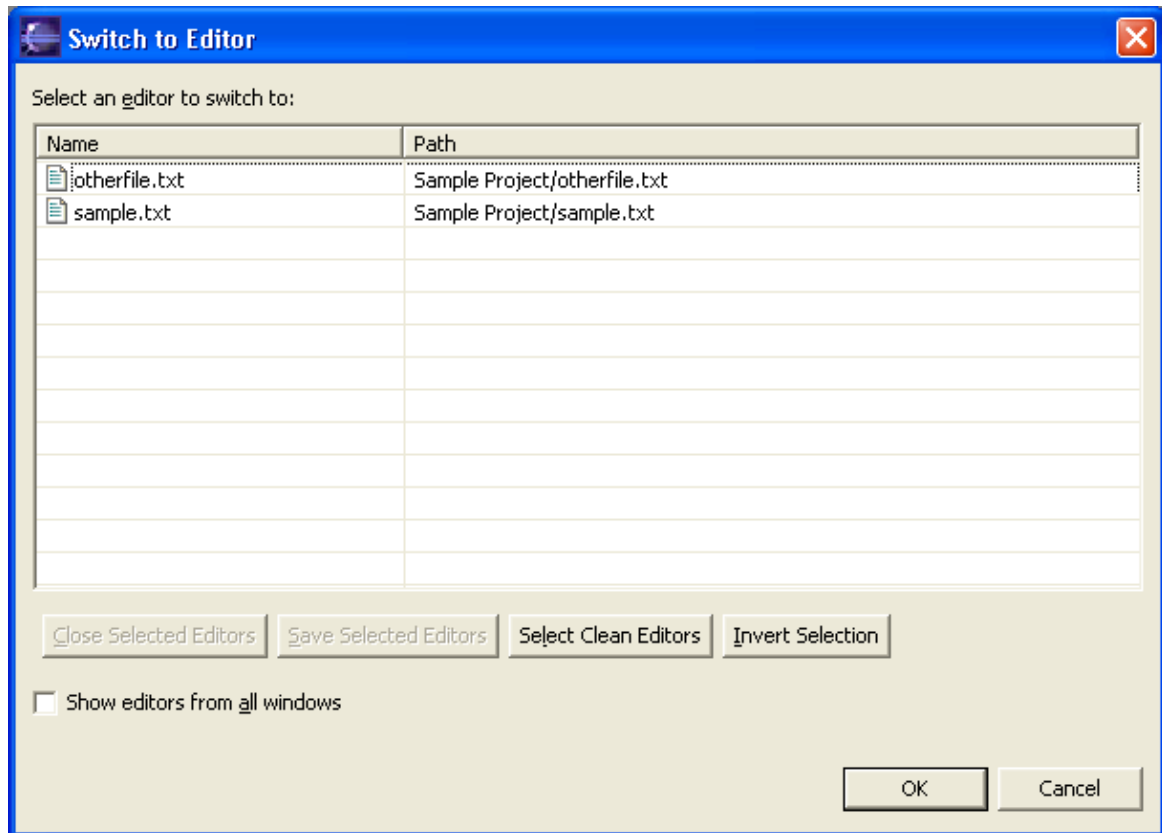 Switch to Editor
Select an editor to switch to:
Name Path
otherfile.txt Sample Project/otherfile.txt
sample.txt Sample Project/sample.txt
Close Selected Editors Save Selected Editors Select Clean Editors Invert Selection
Show editors from all windows
OK Cancel